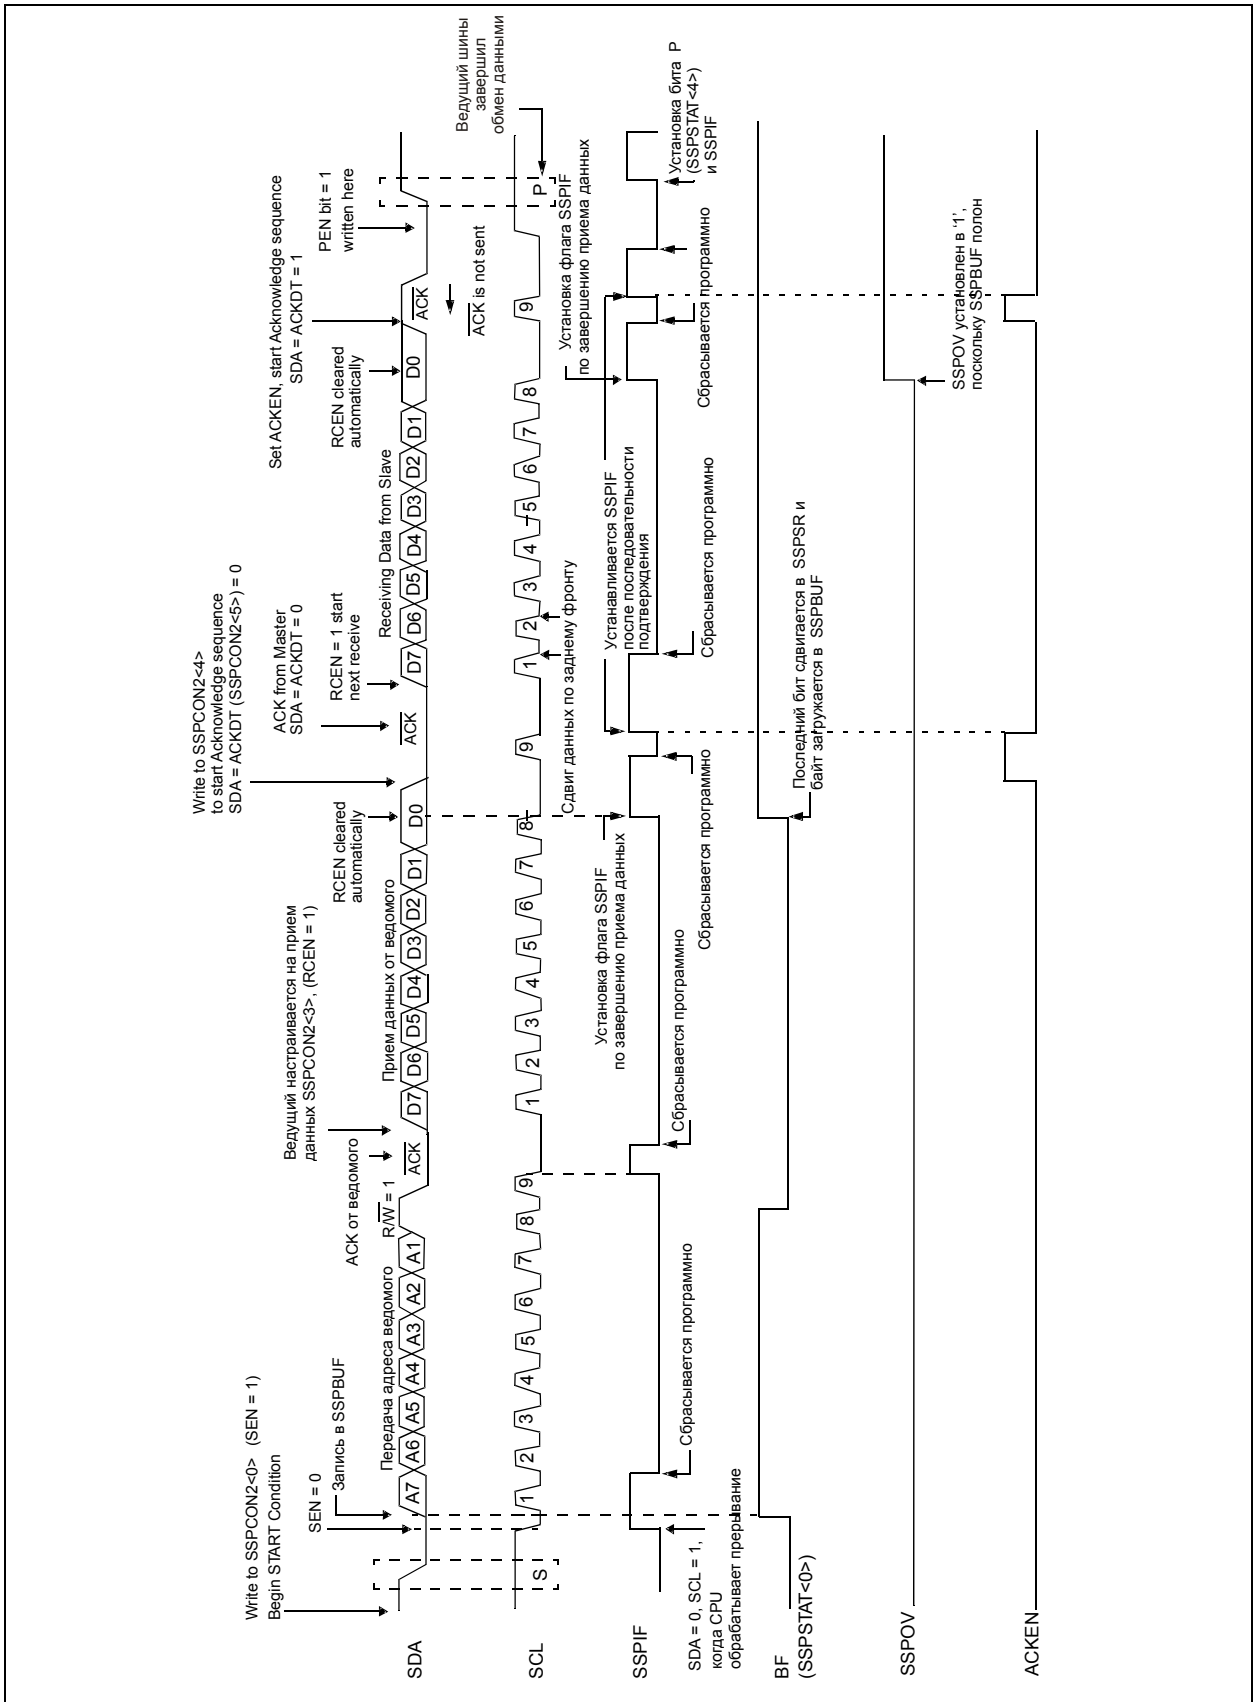 Write to SSPCON2<0> (SEN = 1)
Begin START Condition
SEN = 0
Запись в SSPBUF
Передача адреса ведомого
R/W = 1
ACK от ведомого
Ведущий настраивается на прием
данных SSPCON2<3>, (RCEN = 1)
Прием данных от ведомого
RCEN cleared
automatically
Write to SSPCON2<4>
to start Acknowledge sequence
SDA = ACKDT (SSPCON2<5>) = 0
ACK from Master
SDA = ACKDT = 0
RCEN = 1 start
next receive
Receiving Data from Slave
RCEN cleared
automatically
Set ACKEN, start Acknowledge sequence
SDA = ACKDT = 1
PEN bit = 1
written here
Ведущий шины
завершил
обмен данными
SDA
A7 A6 A5 A4 A3 A2 A1 ACK D7 D6 D5 D4 D3 D2 D1 D0 ACK D7 D6 D5 D4 D3 D2 D1 D0 ACK
ACK is not sent
SCL
S 1 2 3 4 5 6 7 8 9 1 2 3 4 5 6 7 8 9 1 2 3 4 5 6 7 8 9 P
Сдвиг данных по заднему фронту
Установка флага SSPIF
по завершению приема данных
Установка флага SSPIF
по завершению приема данных
Устанавливается SSPIF
после последовательности
подтверждения
SSPIF
SDA = 0, SCL = 1,
когда CPU
обрабатывает прерывание
Сбрасывается программно
Сбрасывается программно
Сбрасывается программно
Сбрасывается программно
Сбрасывается программно
Установка бита P
(SSPSTAT<4>)
и SSPIF
BF
(SSPSTAT<0>)
Последний бит сдвигается в SSPSR и
байт загружается в SSPBUF
SSPOV
SSPOV установлен в '1',
поскольку SSPBUF полон
ACKEN